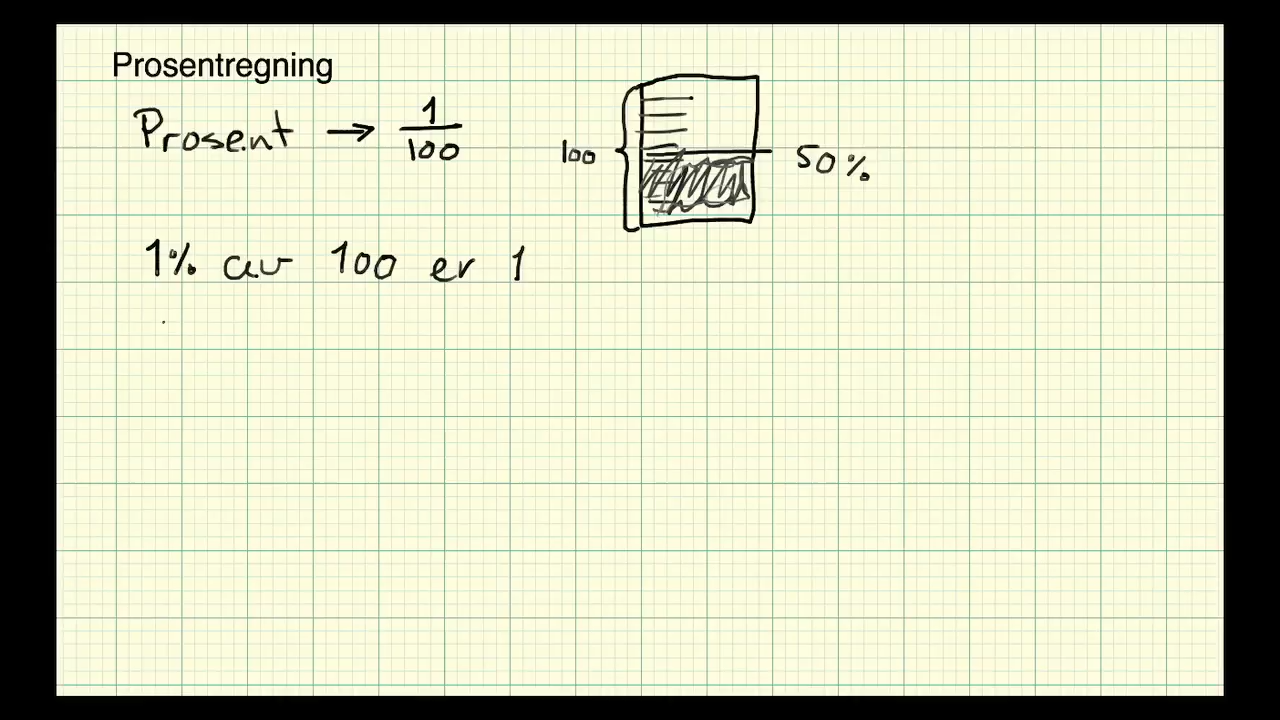 Prosentregning
Prosent → 1/100
100
50%
1% av 100 er 1